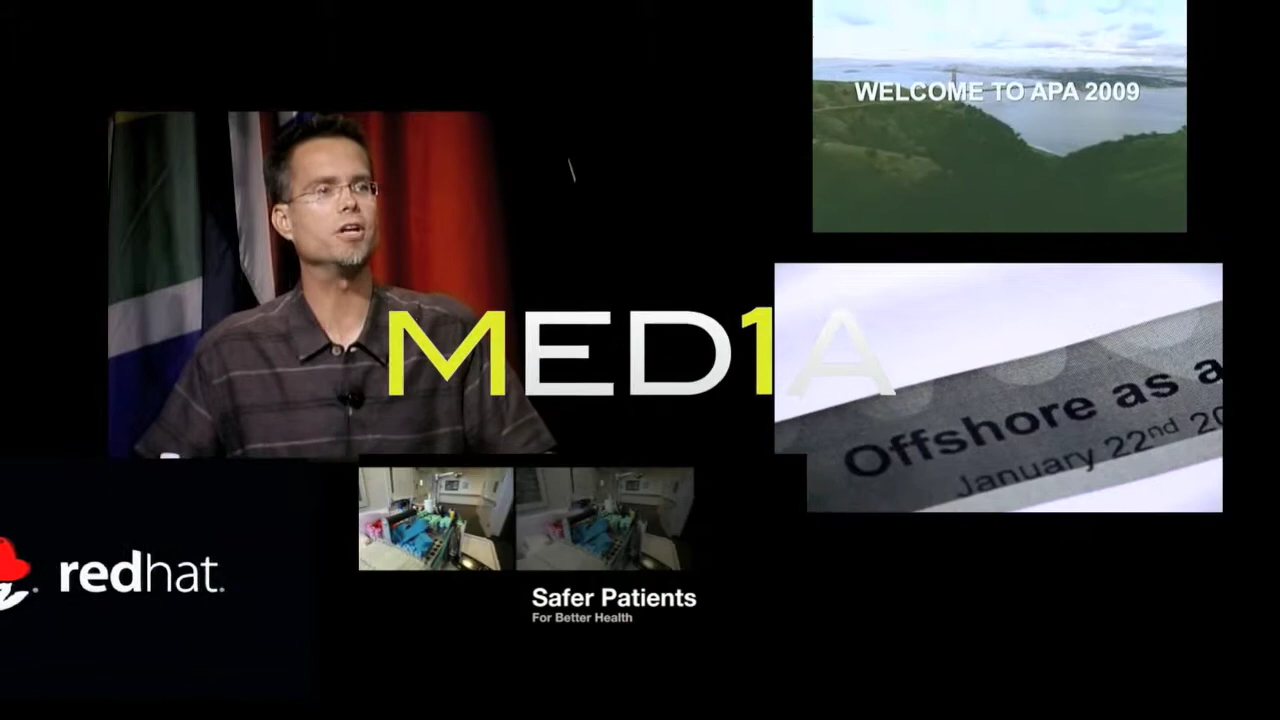 WELCOME TO APA 2009
MED1A
Offshore as a
January 22nd 20
redhat.
Safer Patients
For Better Health